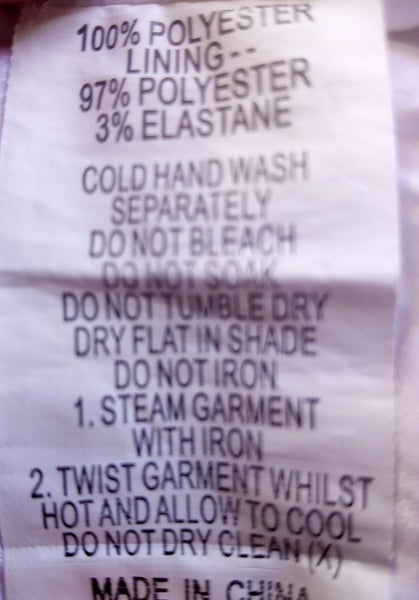 100% POLYESTER
LINING--
97% POLYESTER
3% ELASTANE
COLD HAND WASH
SEPARATELY
DO NOT BLEACH
DO NOT SOAK
DO NOT TUMBLE DRY
DRY FLAT IN SHADE
DO NOT IRON
1. STEAM GARMENT
WITH IRON
2. TWIST GARMENT WHILST
HOT AND ALLOW TO COOL
DO NOT DRY CLEAN (X)
MADE IN CHINA